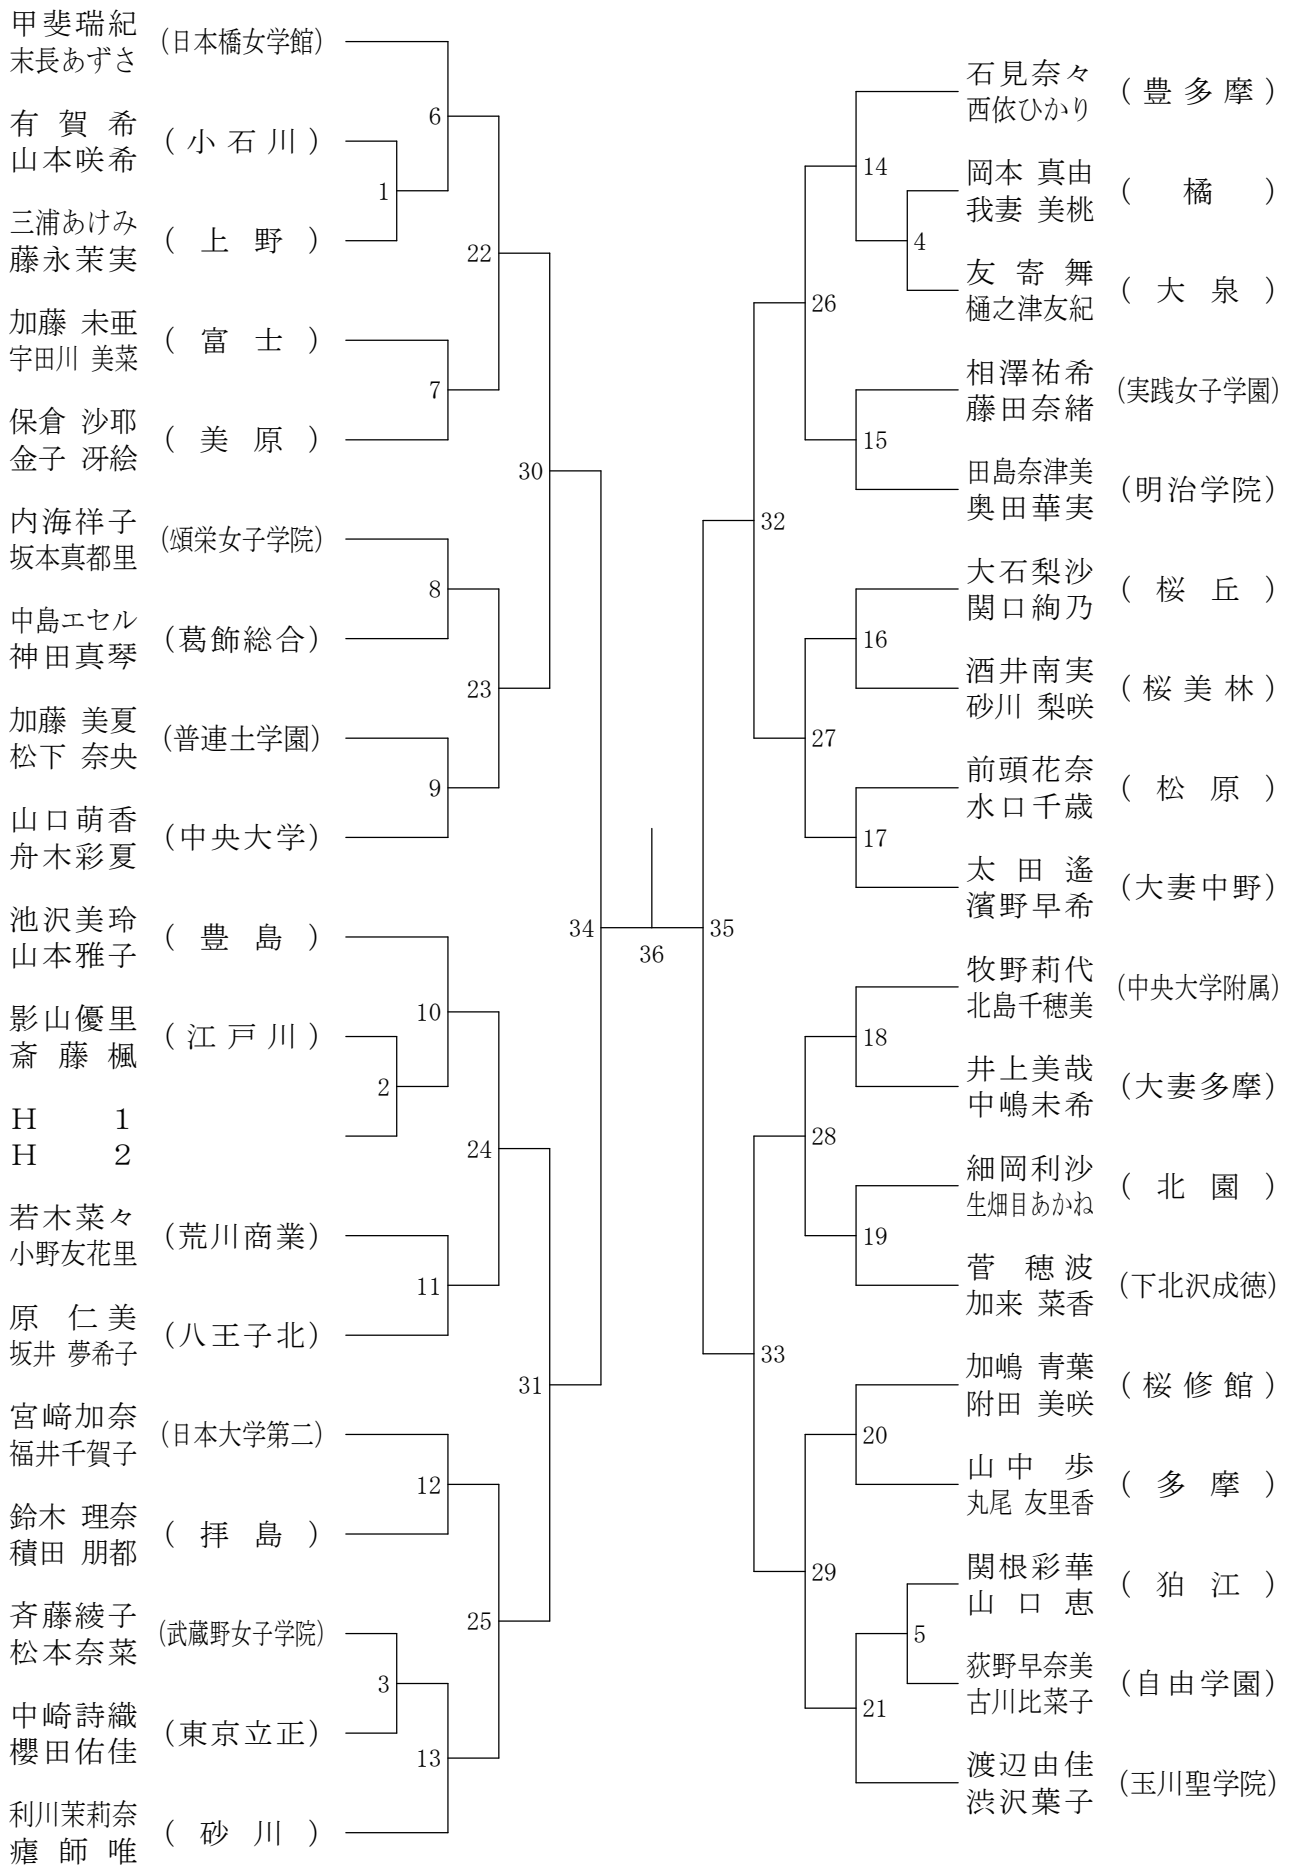 甲斐瑞紀
末長あずさ
(日本橋女学館)
有賀希
山本咲希
(小石川)
三浦あけみ
藤永茉実
(上野)
加藤 未亜
宇田川 美菜
(富士)
保倉 沙耶
金子 冴絵
(美原)
内海祥子
坂本真都里
(頌栄女子学院)
中島エセル
神田真琴
(葛飾総合)
加藤 美夏
松下 奈央
(普連土学園)
山口萌香
舟木彩夏
(中央大学)
池沢美玲
山本雅子
(豊島)
影山優里
斎藤楓
(江戸川)
H 1
H 2
若木菜々
小野友花里
(荒川商業)
原仁美
坂井 夢希子
(八王子北)
宮﨑加奈
福井千賀子
(日本大学第二)
鈴木 理奈
積田 朋都
(拝島)
斉藤綾子
松本奈菜
(武蔵野女子学院)
中崎詩織
櫻田佑佳
(東京立正)
利川茉莉奈
瘧師唯
(砂川)
1
2
3
6
7
8
9
10
11
12
13
22
23
24
25
30
31
34
36
35
32
33
26
27
28
29
14
15
16
17
18
19
20
21
4
5
石見奈々
西依ひかり
(豊多摩)
岡本 真由
我妻 美桃
(橘)
友寄舞
樋之津友紀
(大泉)
相澤祐希
藤田奈緒
(実践女子学園)
田島奈津美
奥田華実
(明治学院)
大石梨沙
関口絢乃
(桜丘)
酒井南実
砂川 梨咲
(桜美林)
前頭花奈
水口千歳
(松原)
太田遙
濱野早希
(大妻中野)
牧野莉代
北島千穂美
(中央大学附属)
井上美哉
中嶋未希
(大妻多摩)
細岡利沙
生畑目あかね
(北園)
菅 穂波
加来 菜香
(下北沢成徳)
加嶋 青葉
附田 美咲
(桜修館)
山中歩
丸尾 友里香
(多摩)
関根彩華
山口恵
(狛江)
荻野早奈美
古川比菜子
(自由学園)
渡辺由佳
渋沢葉子
(玉川聖学院)